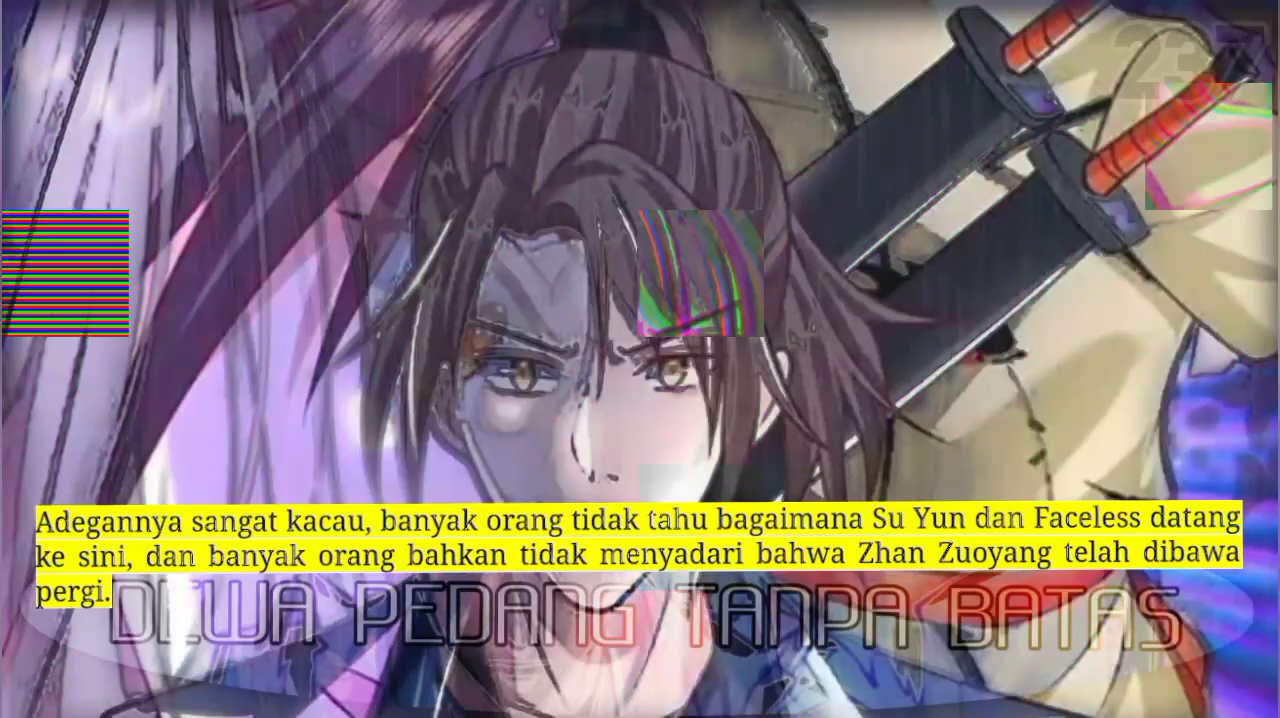 237
Adegannya sangat kacau, banyak orang tidak tahu bagaimana Su Yun dan Faceless datang
ke sini, dan banyak orang bahkan tidak menyadari bahwa Zhan Zuoyang telah dibawa
pergi.
DEWA PEDANG TANPA BATAS